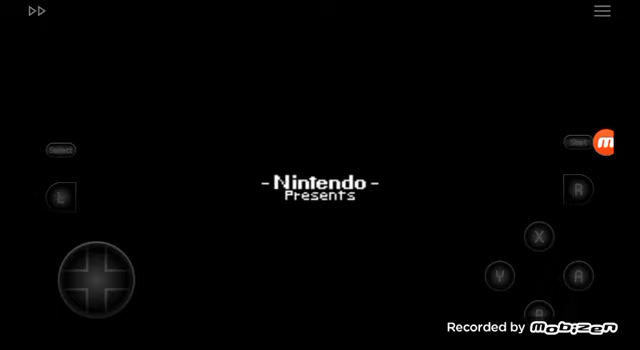 Select
Start
-Nintendo-
Presents
L
R
X
Y
A
B
Recorded by Mobizen